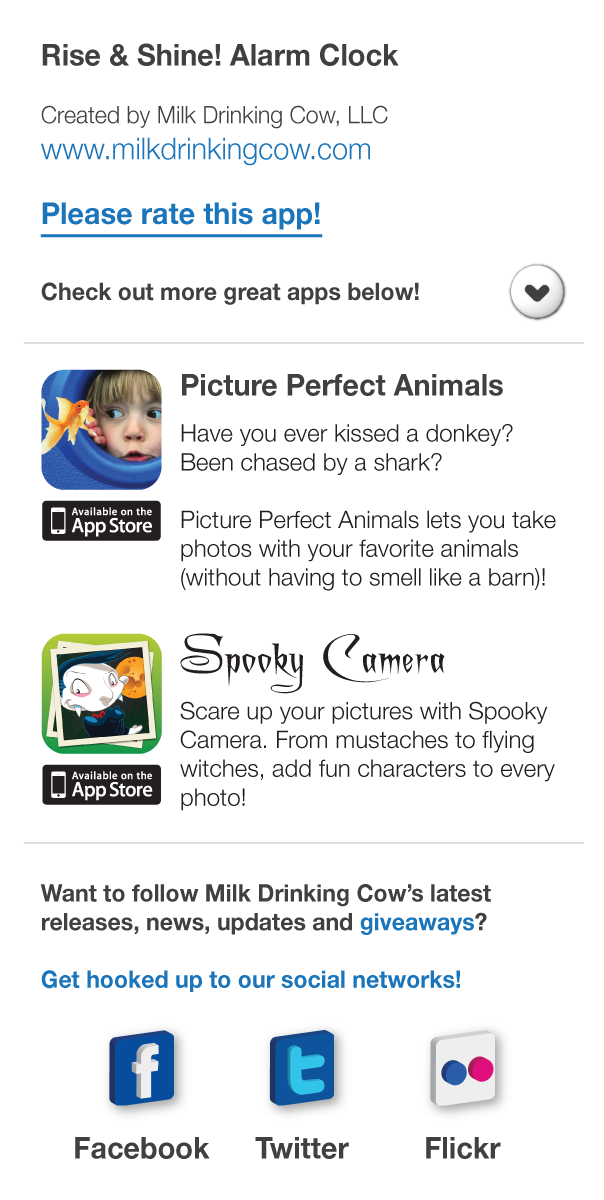 Rise & Shine! Alarm Clock
Created by Milk Drinking Cow, LLC
www.milkdrinkingcow.com
Please rate this app!
Check out more great apps below!
Picture Perfect Animals
Have you ever kissed a donkey?
Been chased by a shark?
Available on the
App Store
Picture Perfect Animals lets you take
photos with your favorite animals
(without having to smell like a barn)!
Spooky Camera
Scare up your pictures with Spooky
Camera. From mustaches to flying
witches, add fun characters to every
photo!
Available on the
App Store
Want to follow Milk Drinking Cow’s latest
releases, news, updates and giveaways?
Get hooked up to our social networks!
f
t
Facebook
Twitter
Flickr